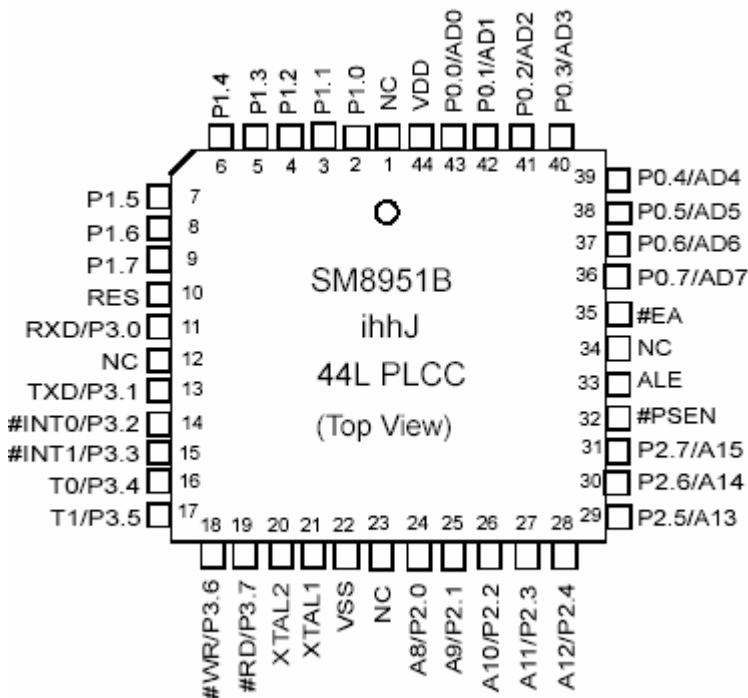 P1.4
P1.3
P1.2
P1.1
P1.0
NC
VDD
P0.0/AD0
P0.1/AD1
P0.2/AD2
P0.3/AD3
6
5
4
3
2
1
44
43
42
41
40
P1.5 7
P1.6 8
P1.7 9
RES 10
RXD/P3.0 11
NC 12
TXD/P3.1 13
#INT0/P3.2 14
#INT1/P3.3 15
T0/P3.4 16
T1/P3.5 17
SM8951B
ihhJ
44L PLCC
(Top View)
39 P0.4/AD4
38 P0.5/AD5
37 P0.6/AD6
36 P0.7/AD7
35 #EA
34 NC
33 ALE
32 #PSEN
31 P2.7/A15
30 P2.6/A14
29 P2.5/A13
18
19
20
21
22
23
24
25
26
27
28
#WR/P3.6
#RD/P3.7
XTAL2
XTAL1
VSS
NC
A8/P2.0
A9/P2.1
A10/P2.2
A11/P2.3
A12/P2.4